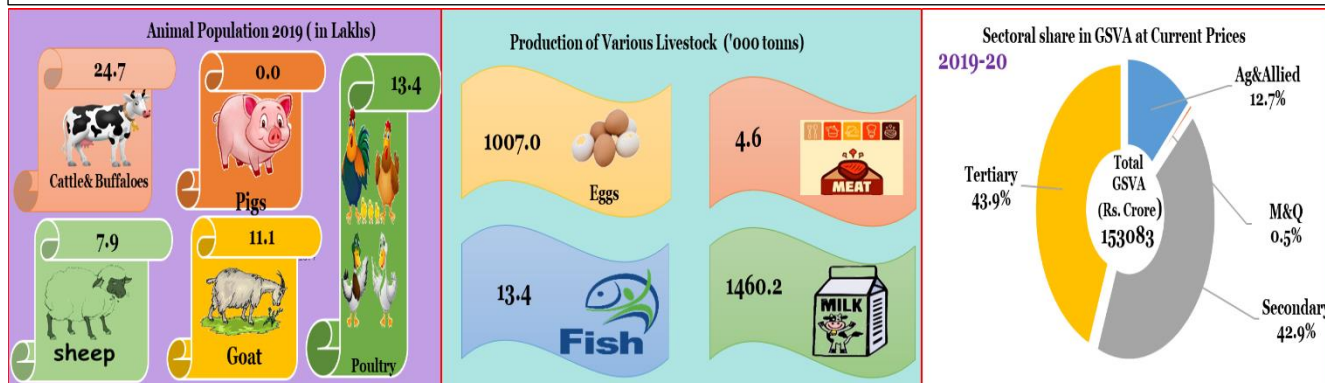 Animal Population 2019 ( in Lakhs)
24.7
Cattle& Buffaloes
0.0
Pigs
13.4
Poultry
7.9
sheep
11.1
Goat
Production of Various Livestock ('000 tonns)
1007.0
Eggs
4.6
MEAT
13.4
Fish
1460.2
MILK
Sectoral share in GSVA at Current Prices
2019-20
Ag&Allied
12.7%
Total
GSVA
(Rs. Crore)
153083
Tertiary
43.9%
M&Q
0.5%
Secondary
42.9%